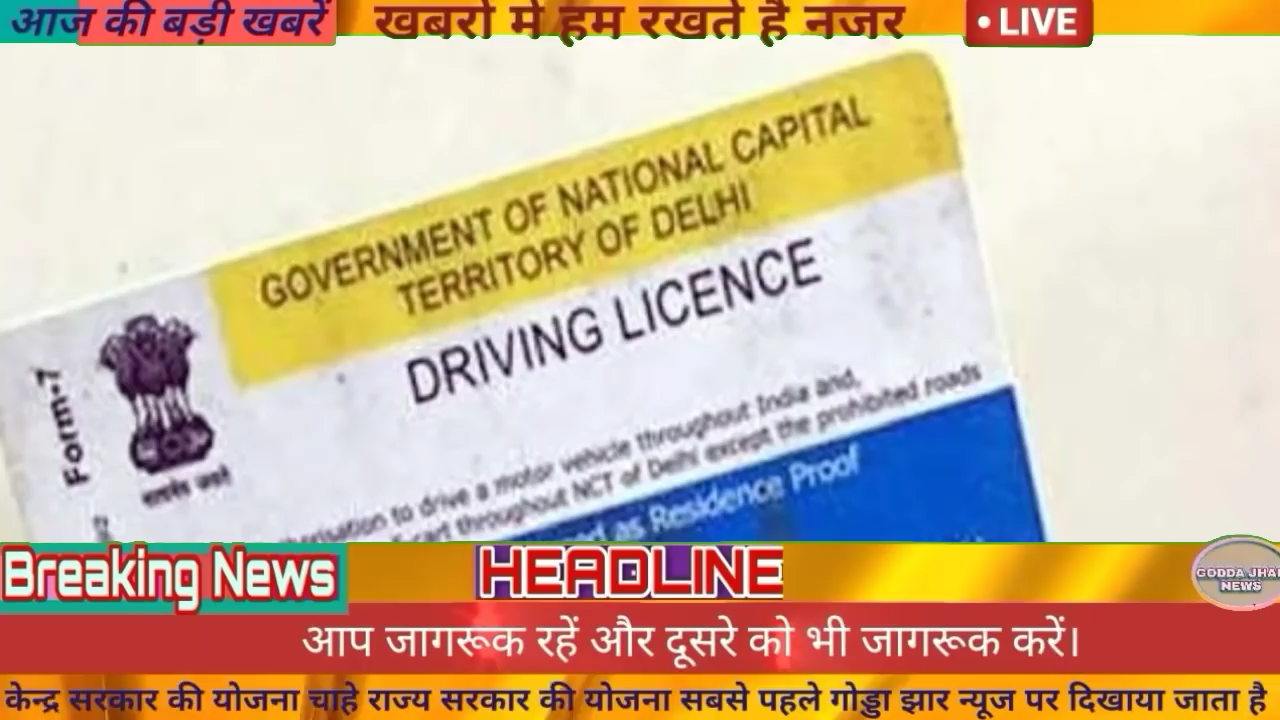 आज की बड़ी खबरें
खबरों में हम रखते है नजर
• LIVE
GOVERNMENT OF NATIONAL CAPITAL
TERRITORY OF DELHI
DRIVING LICENCE
Form-7
सत्यमेव जयते
to drive a motor vehicle throughout India and,
throughout NCT of Delhi except the prohibited roads
as Residence Proof
Breaking News
HEADLINE
GODDA JHAR
NEWS
आप जागरूक रहें और दूसरे को भी जागरूक करें।
केन्द्र सरकार की योजना चाहे राज्य सरकार की योजना सबसे पहले गोड्डा झार न्यूज पर दिखाया जाता है